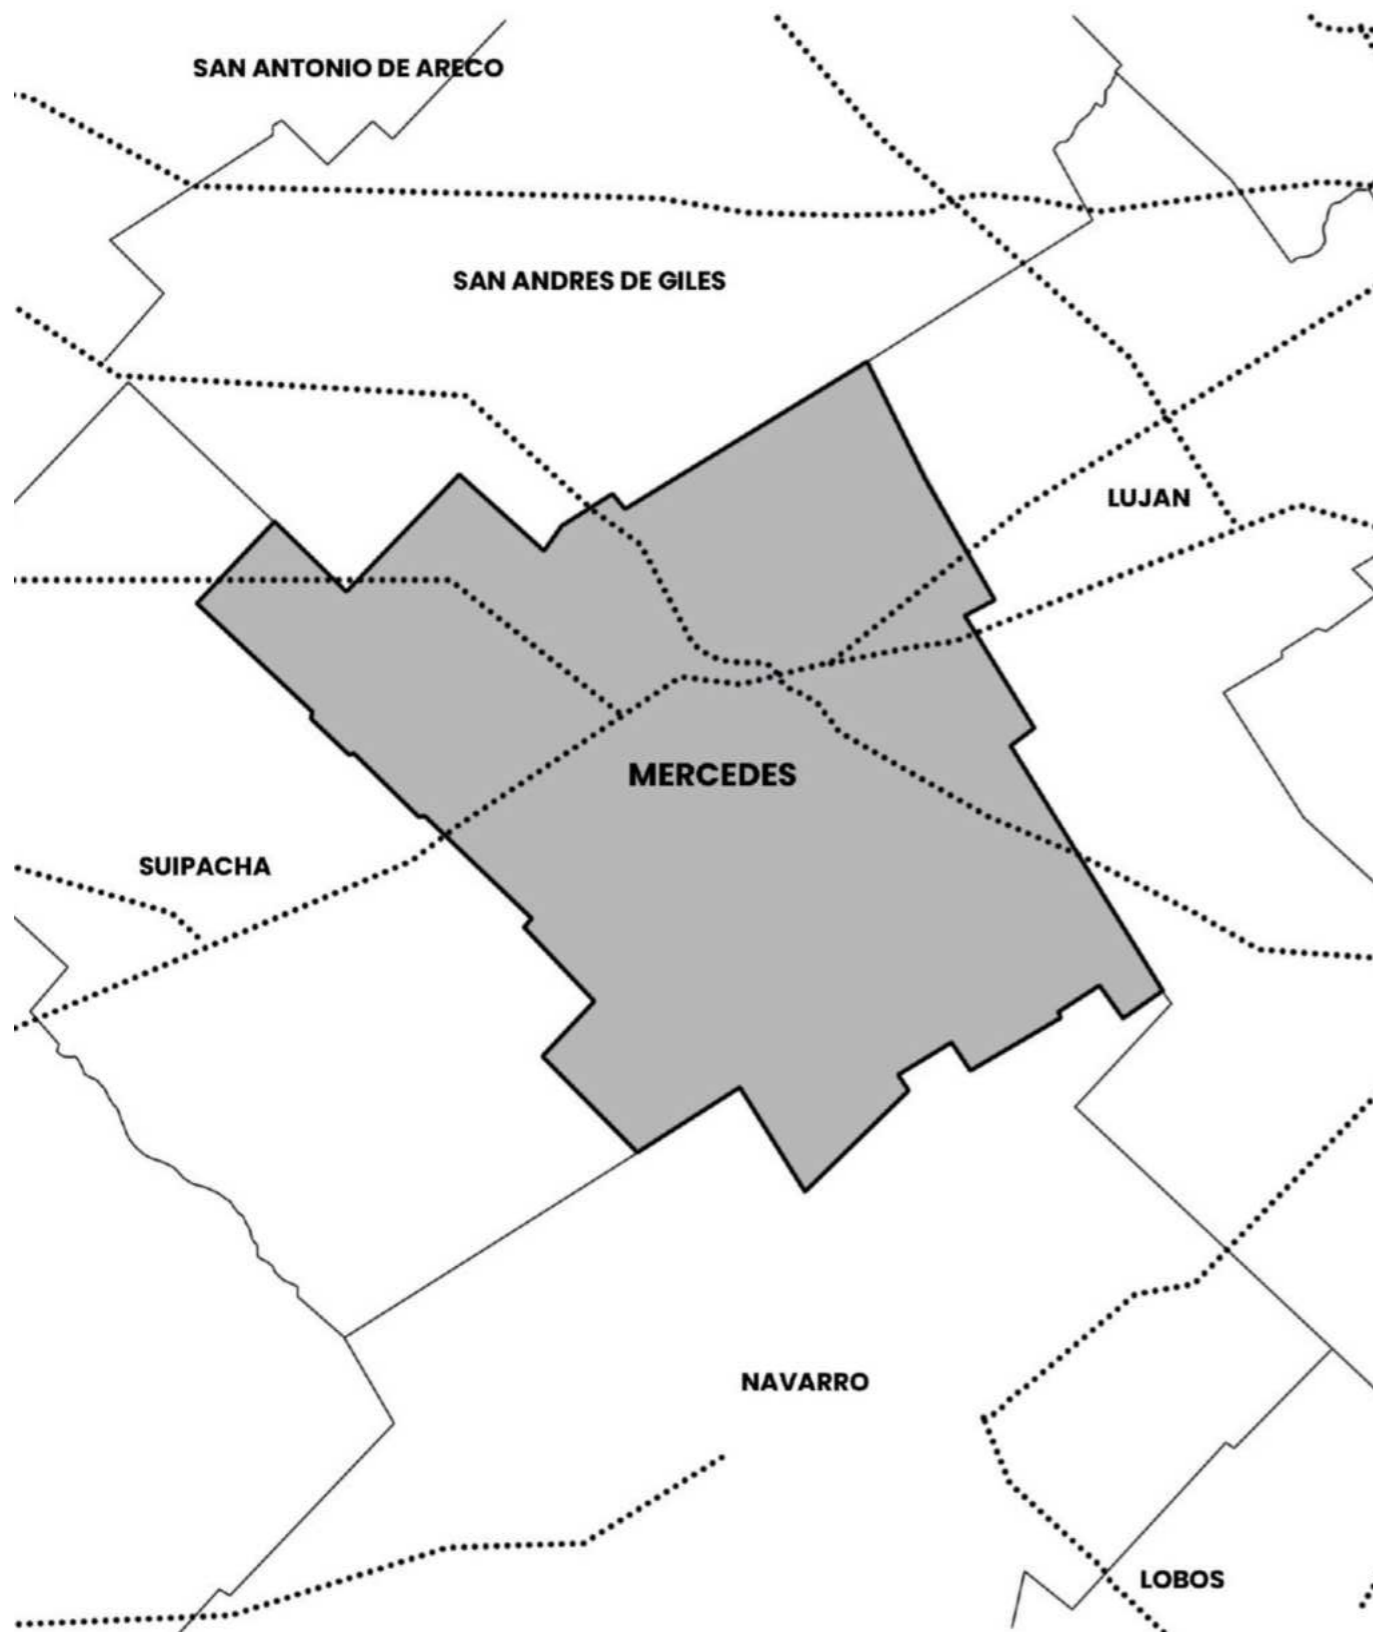 SAN ANTONIO DE ARECO
SAN ANDRES DE GILES
LUJAN
MERCEDES
SUIPACHA
NAVARRO
LOBOS